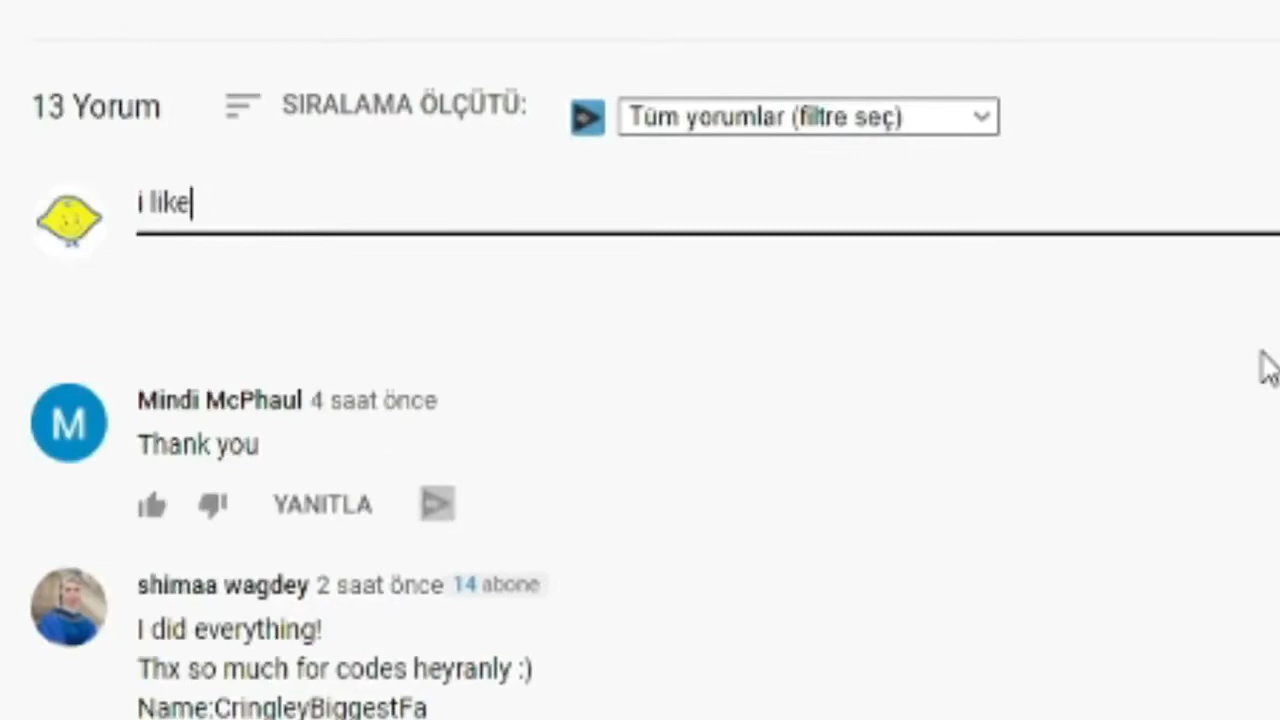 13 Yorum SIRALAMA ÖLÇÜTÜ: Tüm yorumlar (filtre seç)
i like
M
Mindi McPhaul 4 saat önce
Thank you
YANITLA
shimaa wagdey 2 saat önce 14 abone
I did everything!
Thx so much for codes heyranly :)
Name:CringleyBiggestFa